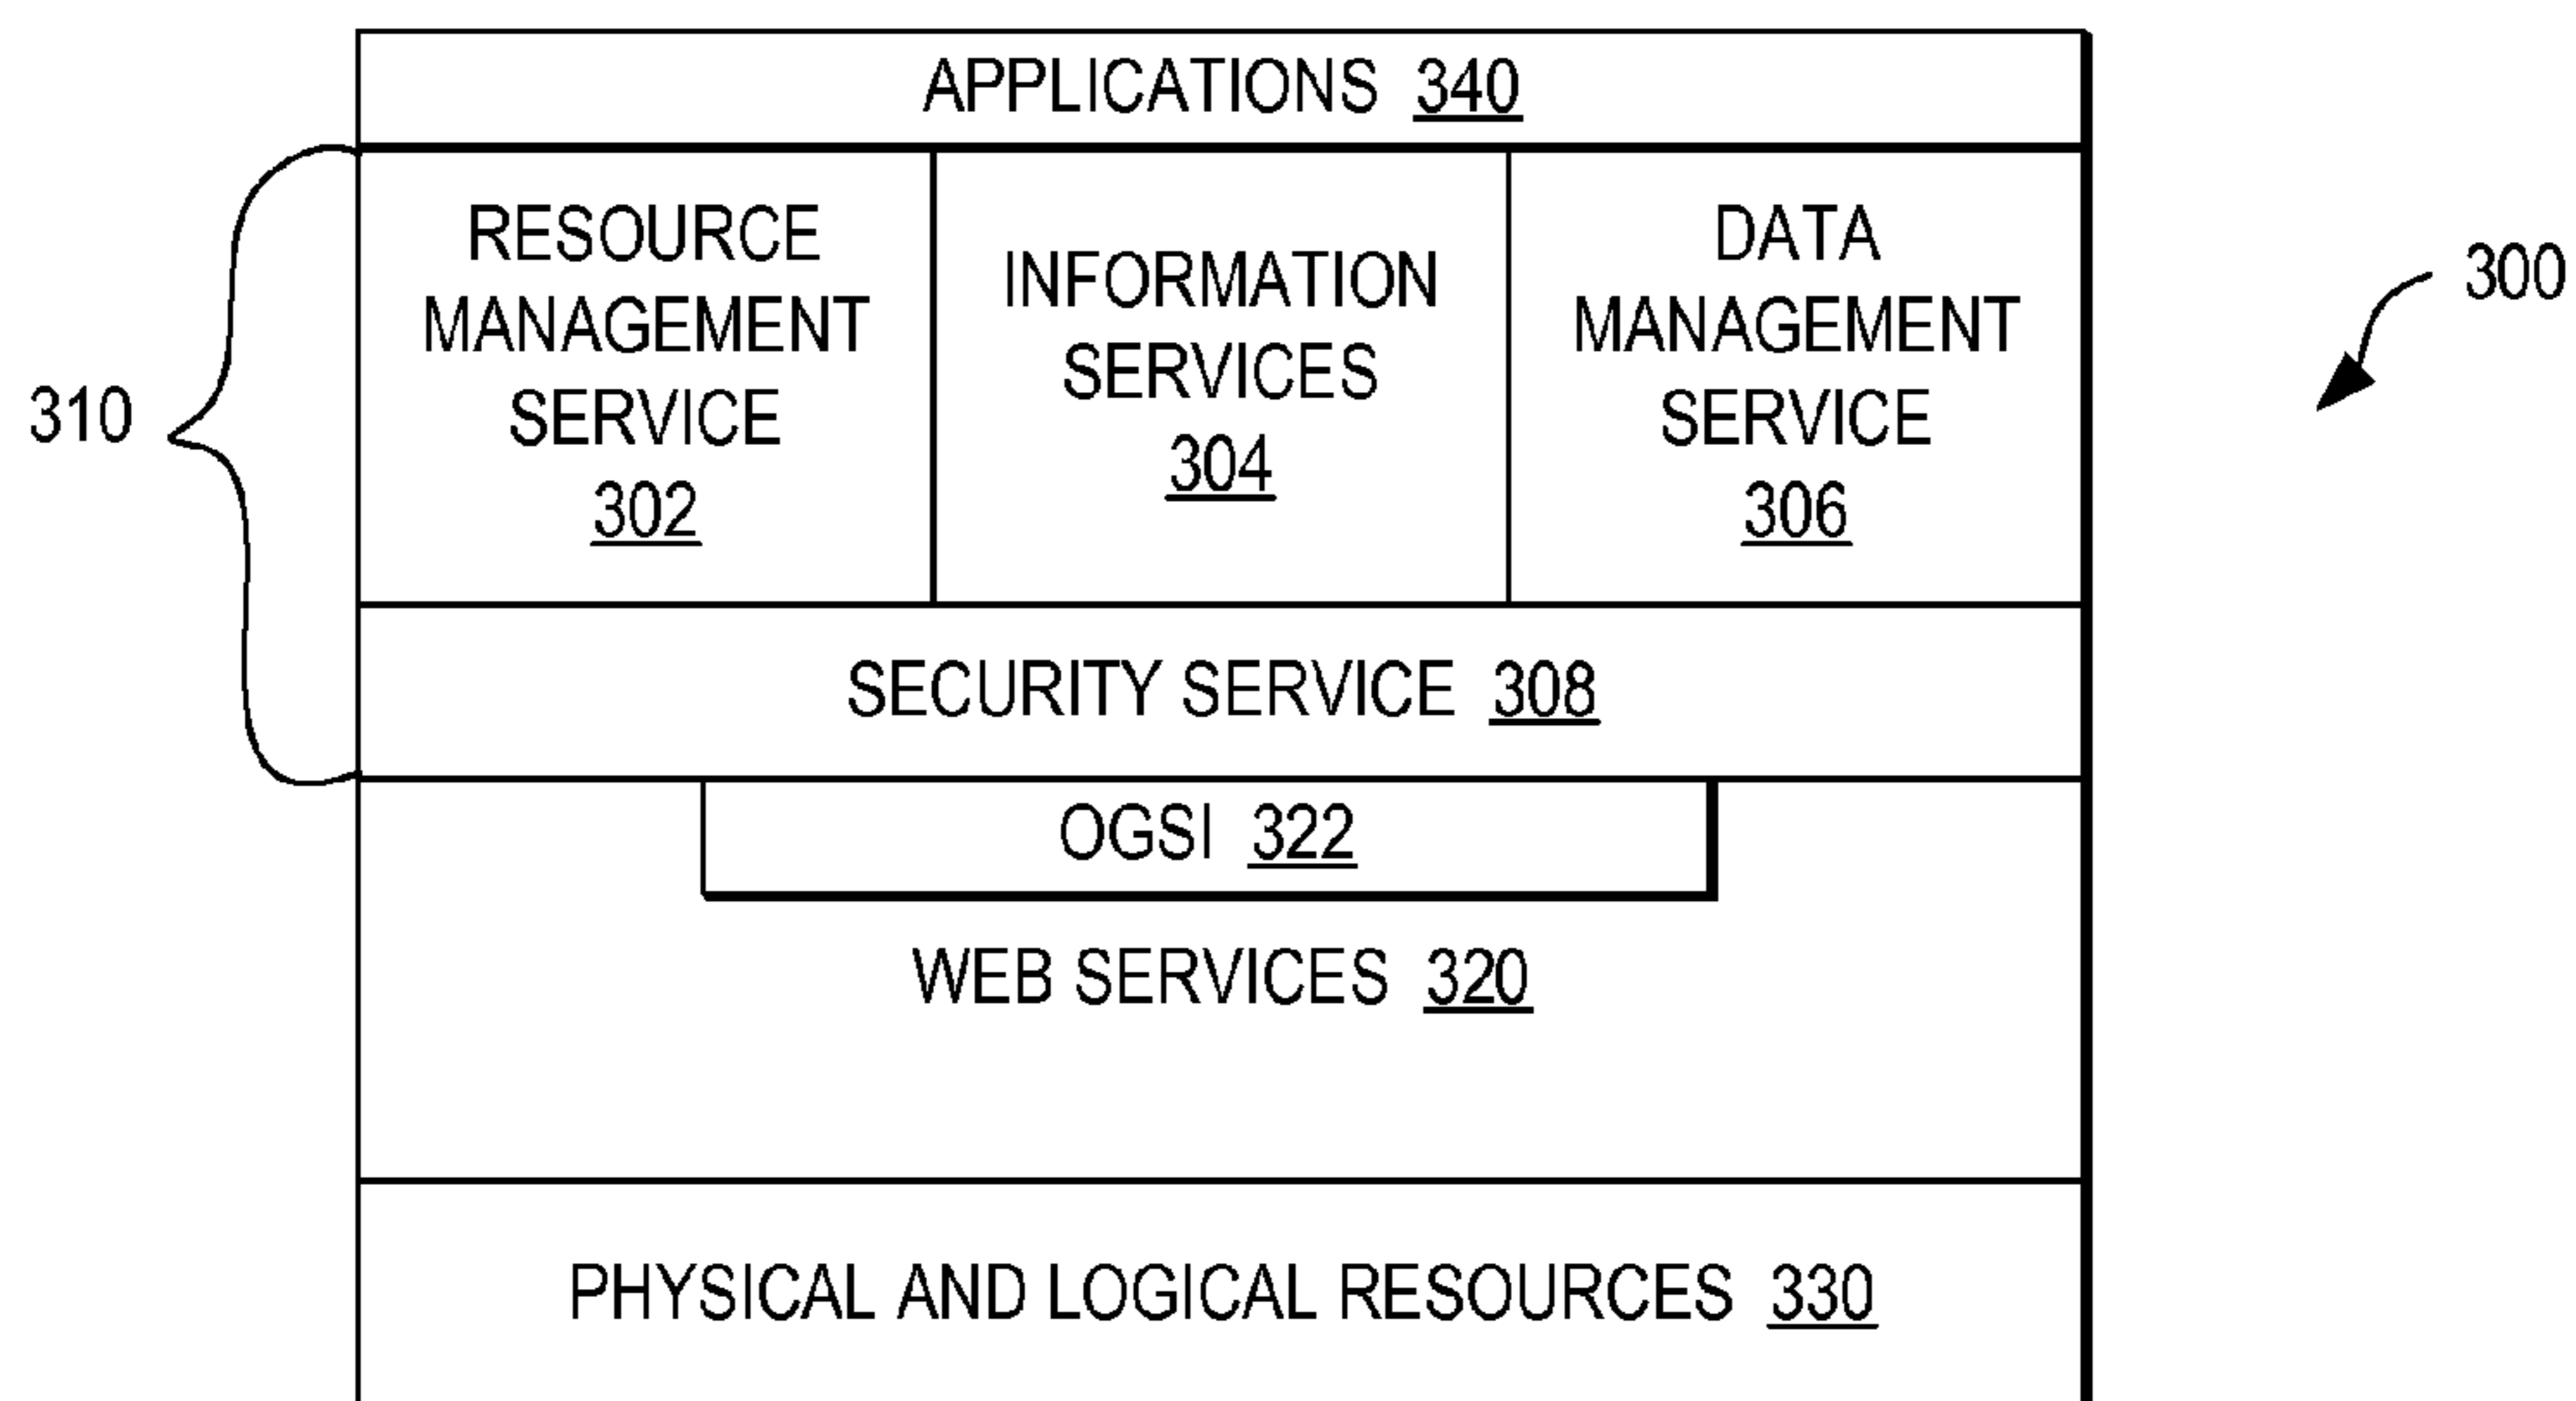 APPLICATIONS 340
RESOURCE
MANAGEMENT
SERVICE
302
INFORMATION
SERVICES
304
DATA
MANAGEMENT
SERVICE
306
300
310
SECURITY SERVICE 308
OGSI 322
WEB SERVICES 320
PHYSICAL AND LOGICAL RESOURCES 330